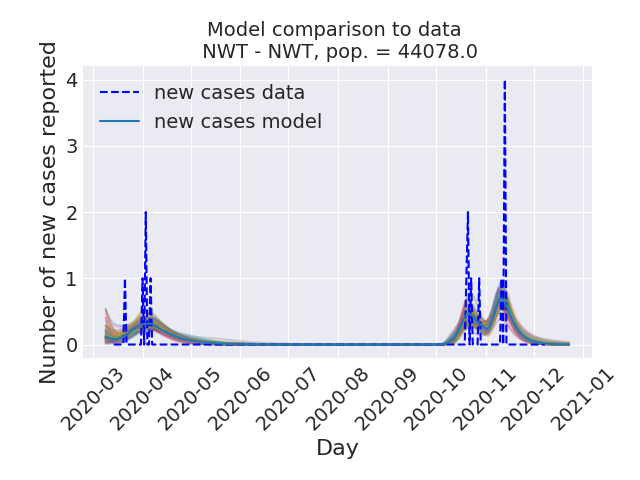 Model comparison to data
NWT - NWT, pop. = 44078.0
Number of new cases reported
4
3
2
1
0
new cases data
new cases model
2020-03
2020-04
2020-05
2020-06
2020-07
2020-08
2020-09
2020-10
2020-11
2020-12
2021-01
Day